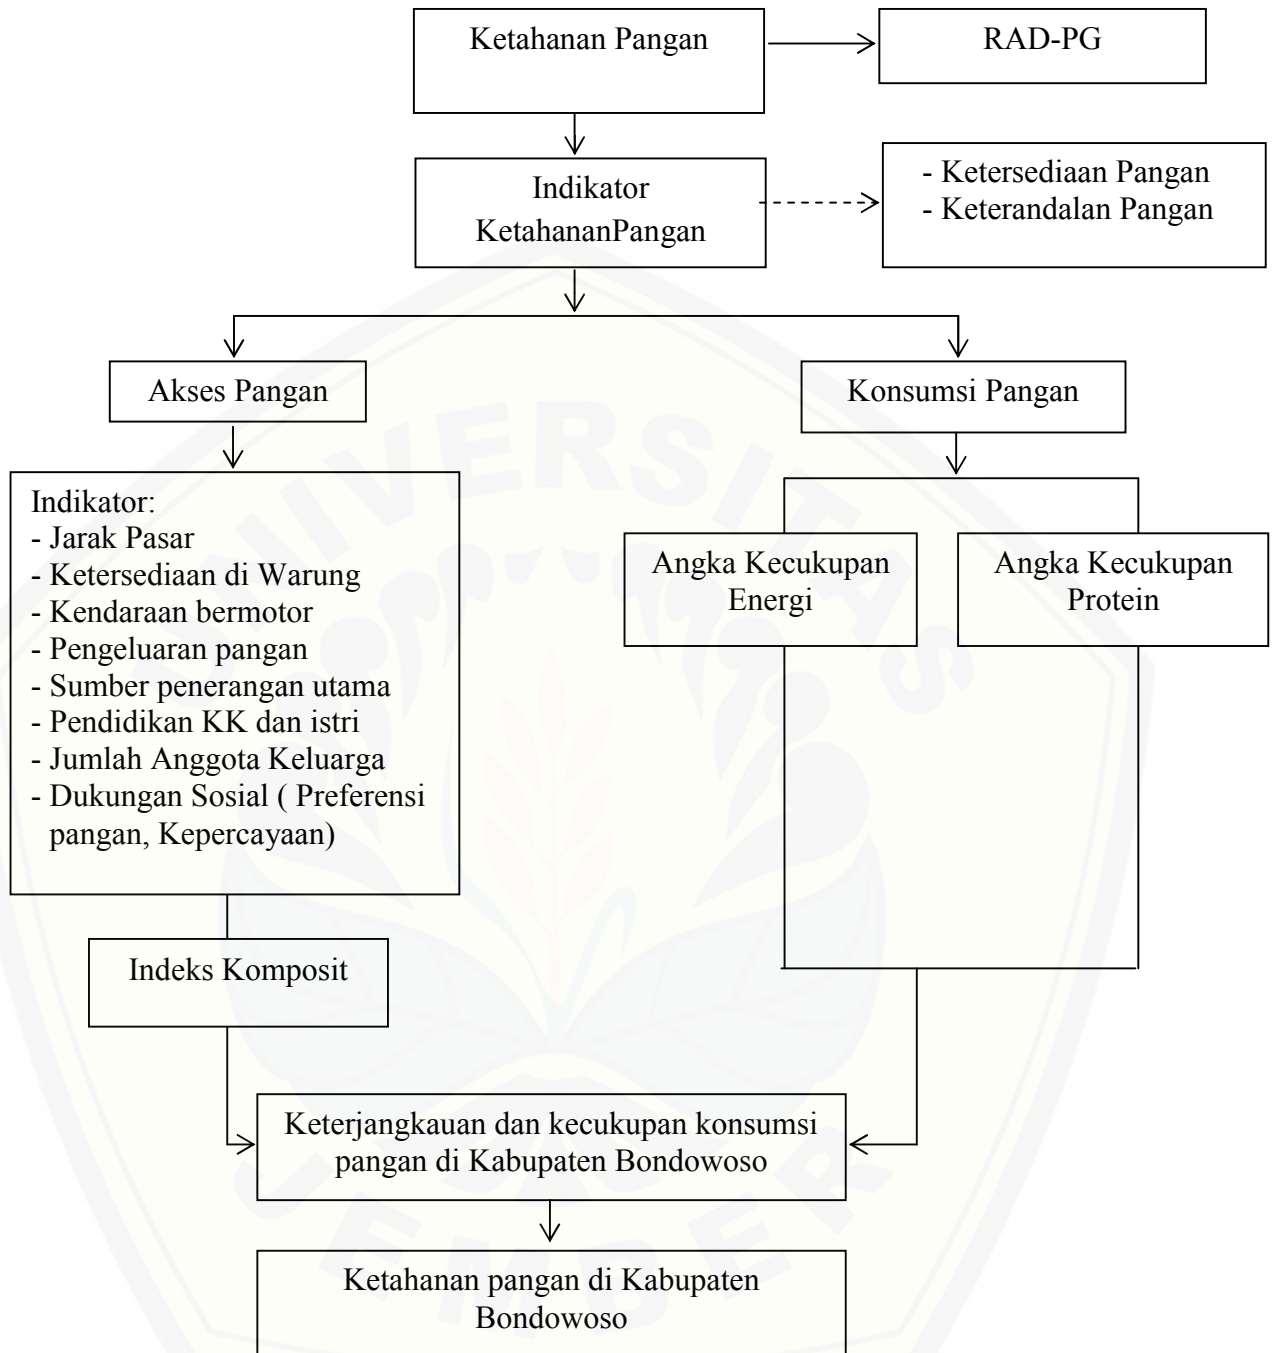 Ketahanan Pangan
RAD-PG
Indikator
KetahananPangan
- Ketersediaan Pangan
- Keterandalan Pangan
Akses Pangan
Konsumsi Pangan
Indikator:
- Jarak Pasar
- Ketersediaan di Warung
- Kendaraan bermotor
- Pengeluaran pangan
- Sumber penerangan utama
- Pendidikan KK dan istri
- Jumlah Anggota Keluarga
- Dukungan Sosial ( Preferensi
pangan, Kepercayaan)
Angka Kecukupan
Energi
Angka Kecukupan
Protein
Indeks Komposit
Keterjangkauan dan kecukupan konsumsi
pangan di Kabupaten Bondowoso
Ketahanan pangan di Kabupaten
Bondowoso
UNIVERSITAS
JEMBER